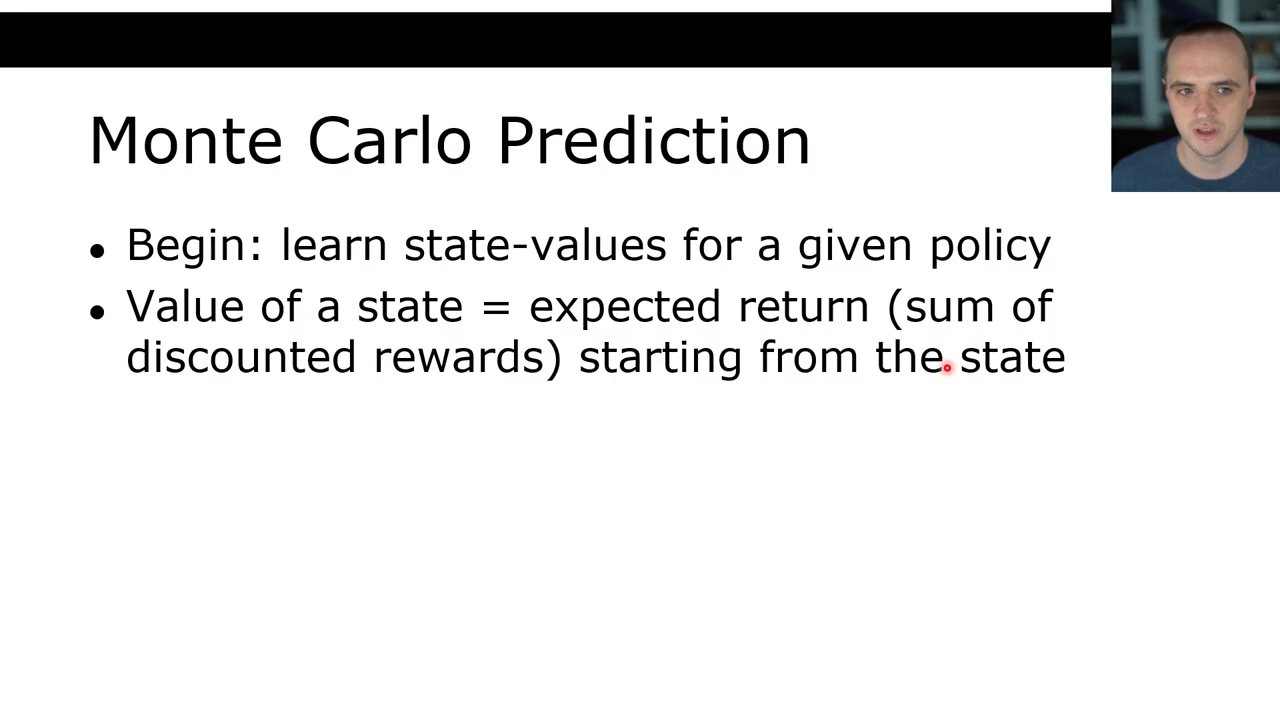 Monte Carlo Prediction
● Begin: learn state-values for a given policy
● Value of a state = expected return (sum of
discounted rewards) starting from the state